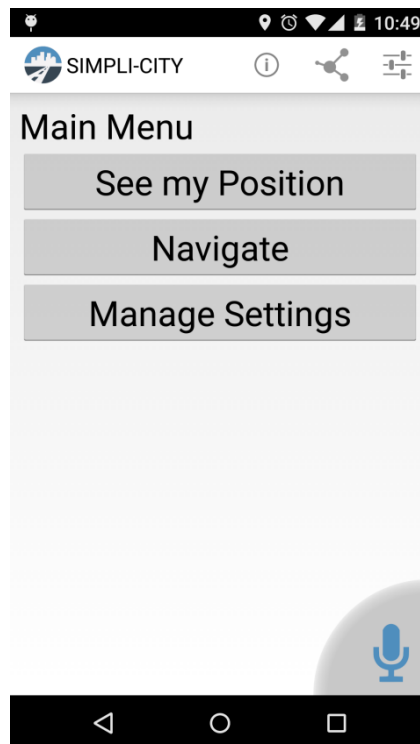 10:49
SIMPLI-CITY
Main Menu
See my Position
Navigate
Manage Settings